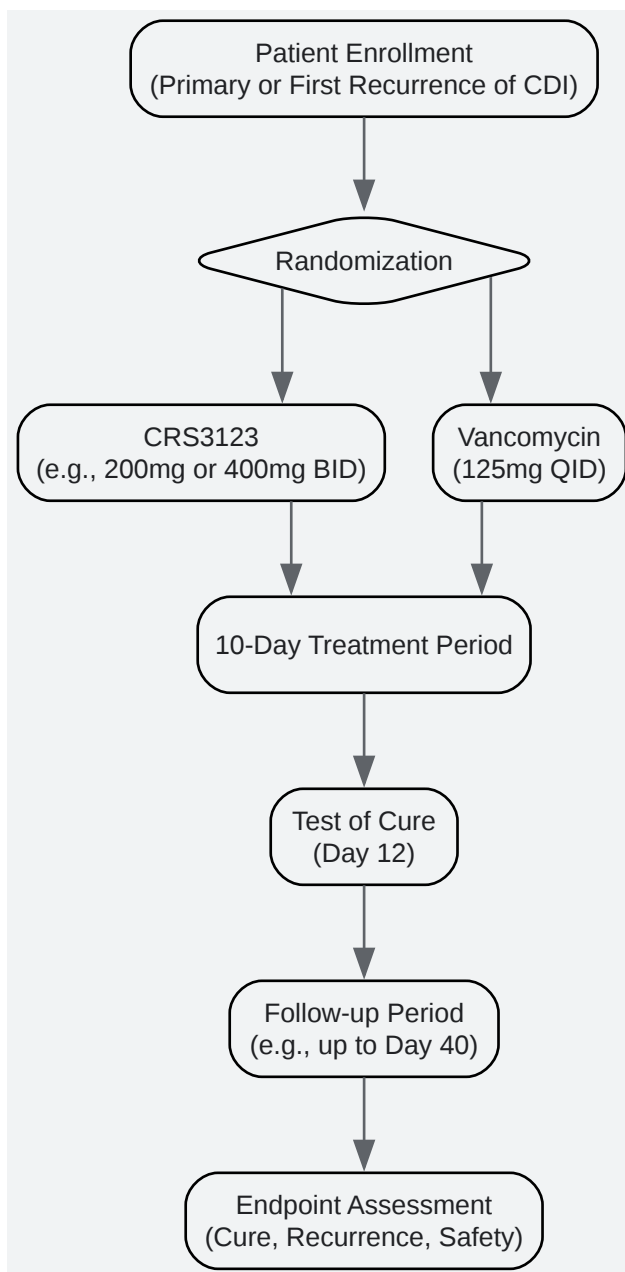 Patient Enrollment
(Primary or First Recurrence of CDI)
Randomization
CRS3123
(e.g., 200mg or 400mg BID)
Vancomycin
(125mg QID)
10-Day Treatment Period
Test of Cure
(Day 12)
Follow-up Period
(e.g., up to Day 40)
Endpoint Assessment
(Cure, Recurrence, Safety)